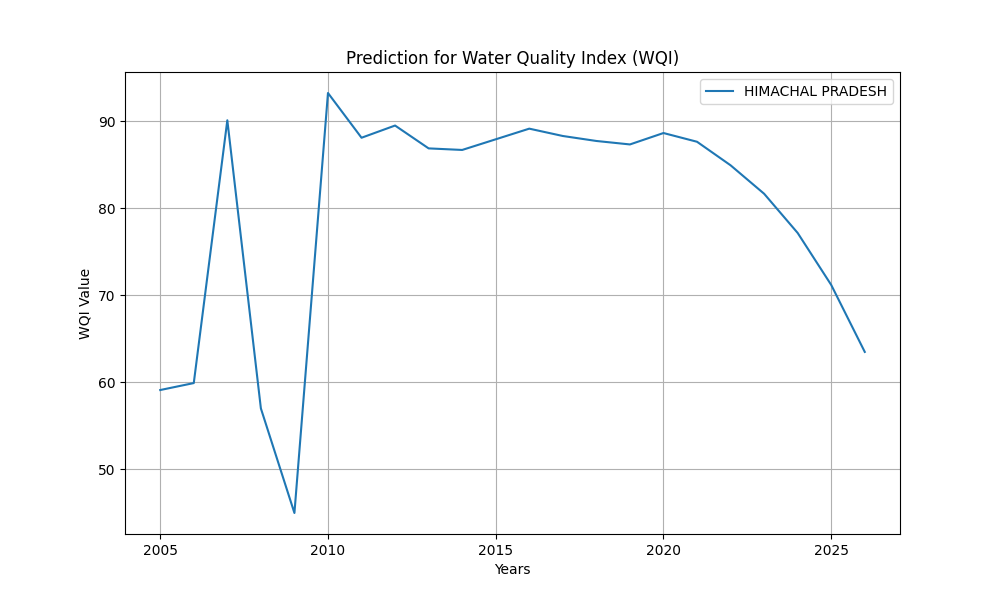 Prediction for Water Quality Index (WQI)
HIMACHAL PRADESH
WQI Value
90
80
70
60
50
2005 2010 2015 2020 2025
Years